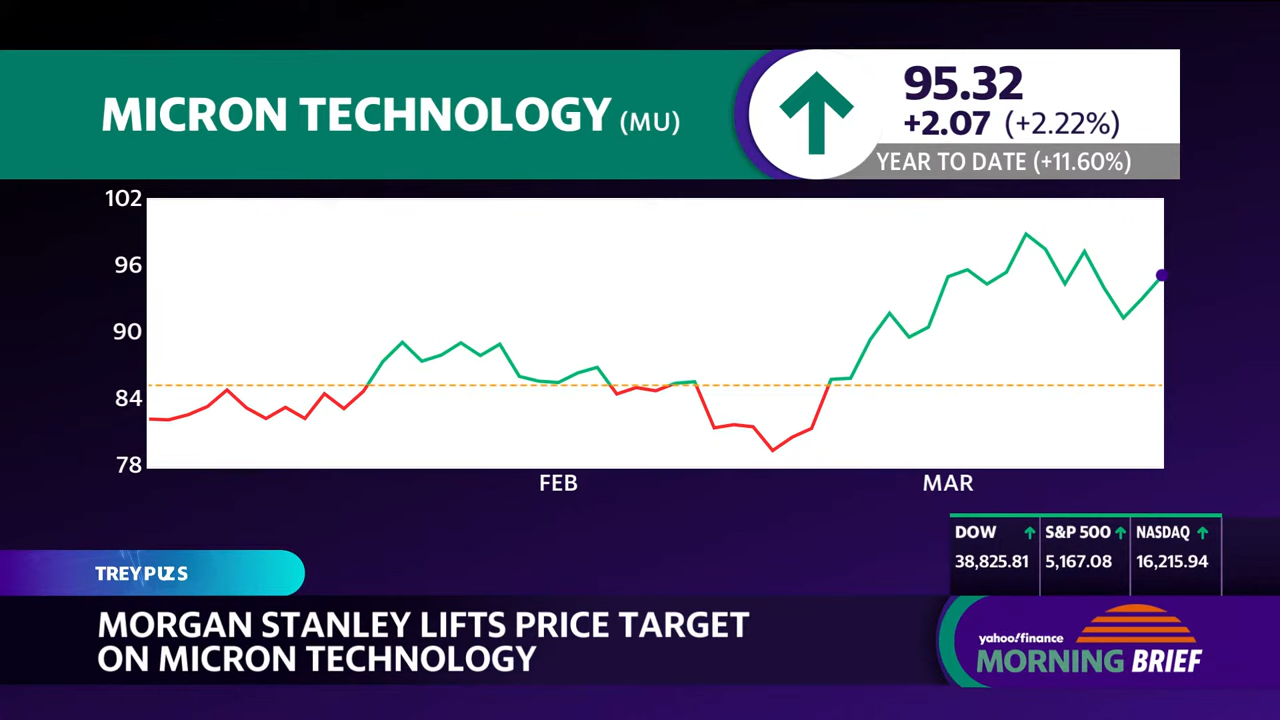 MICRON TECHNOLOGY (MU)
95.32
+2.07 (+2.22%)
YEAR TO DATE (+11.60%)
102
96
90
84
78
FEB
MAR
DOW
38,825.81
S&P 500
5,167.08
NASDAQ
16,215.94
MORGAN STANLEY LIFTS PRICE TARGET
ON MICRON TECHNOLOGY
yahoo!finance
MORNING BRIEF